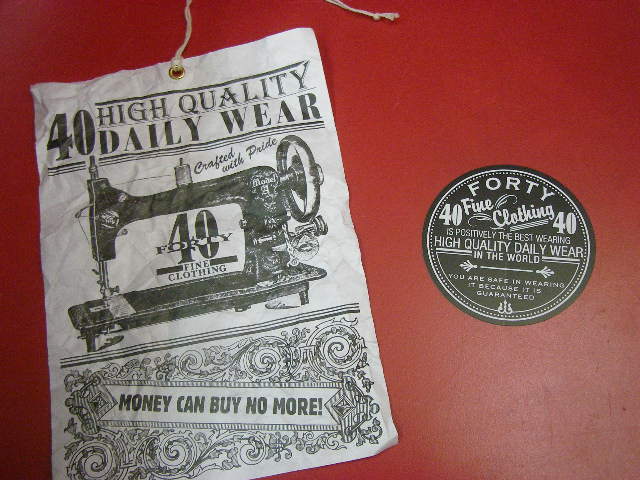 40 HIGH QUALITY
DAILY WEAR
Crafted
with Pride
Model
A
40
FORTY
FINE
CLOTHING
MONEY CAN BUY NO MORE!
FORTY
40 Fine Clothing 40
IS POSITIVELY THE BEST WEARING
HIGH QUALITY DAILY WEAR
IN THE WORLD
YOU ARE SAFE IN WEARING
IT BECAUSE IT IS
GUARANTEED